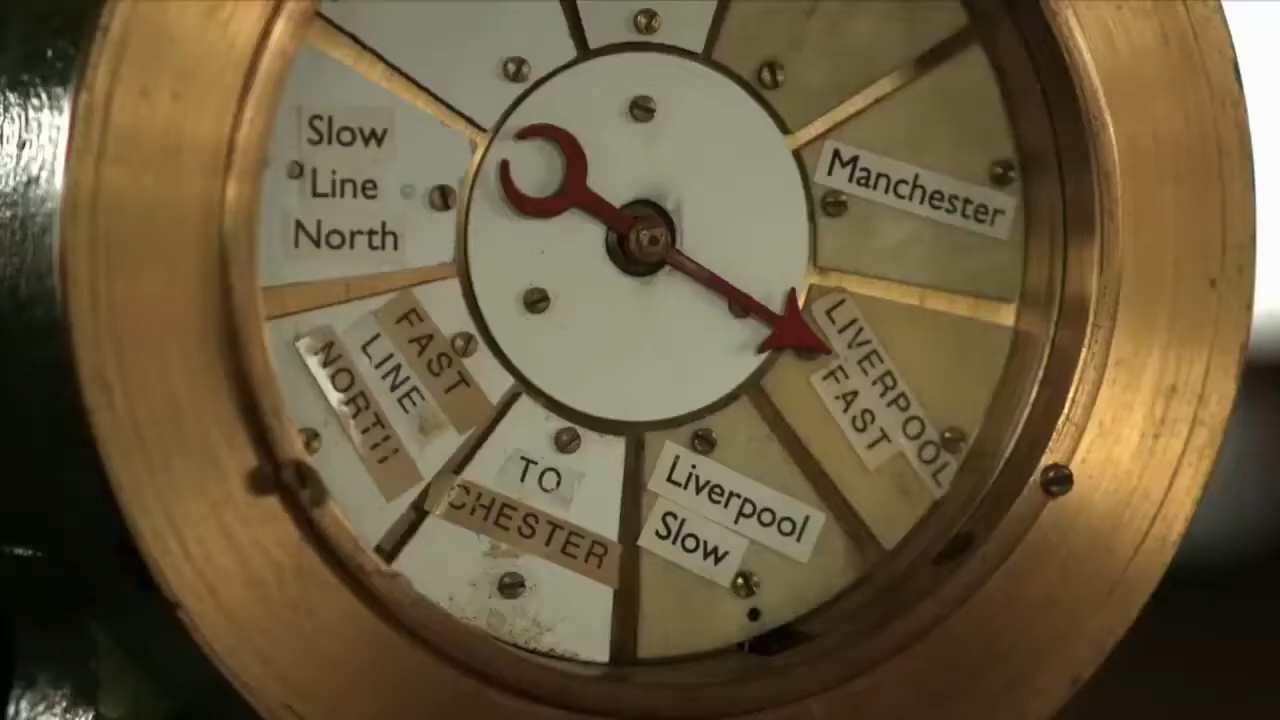 Slow
Line
North
Manchester
FAST
LINE
NORTH
TO
CHESTER
Liverpool
Slow
LIVERPOOL
FAST